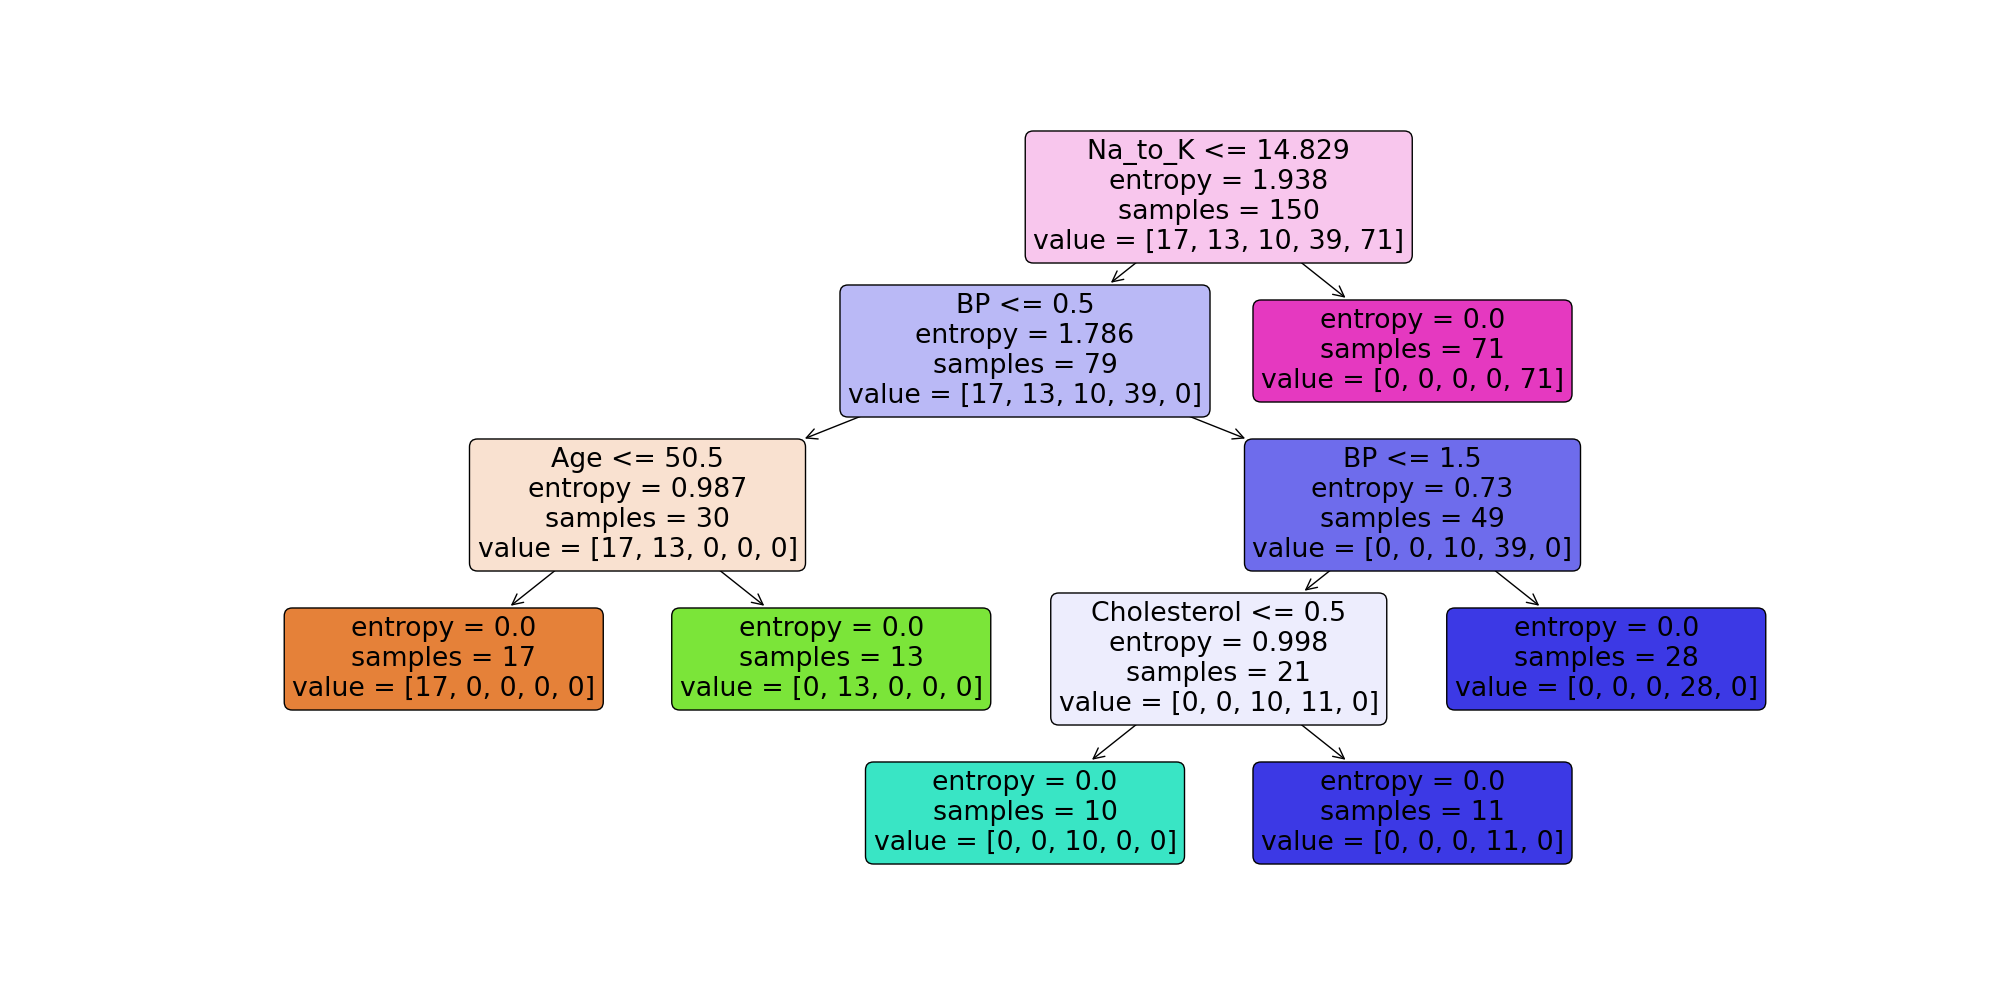 Na_to_K <= 14.829
entropy = 1.938
samples = 150
value = [17, 13, 10, 39, 71]
BP <= 0.5
entropy = 1.786
samples = 79
value = [17, 13, 10, 39, 0]
entropy = 0.0
samples = 71
value = [0, 0, 0, 0, 71]
Age <= 50.5
entropy = 0.987
samples = 30
value = [17, 13, 0, 0, 0]
BP <= 1.5
entropy = 0.73
samples = 49
value = [0, 0, 10, 39, 0]
entropy = 0.0
samples = 17
value = [17, 0, 0, 0, 0]
entropy = 0.0
samples = 13
value = [0, 13, 0, 0, 0]
Cholesterol <= 0.5
entropy = 0.998
samples = 21
value = [0, 0, 10, 11, 0]
entropy = 0.0
samples = 28
value = [0, 0, 0, 28, 0]
entropy = 0.0
samples = 10
value = [0, 0, 10, 0, 0]
entropy = 0.0
samples = 11
value = [0, 0, 0, 11, 0]